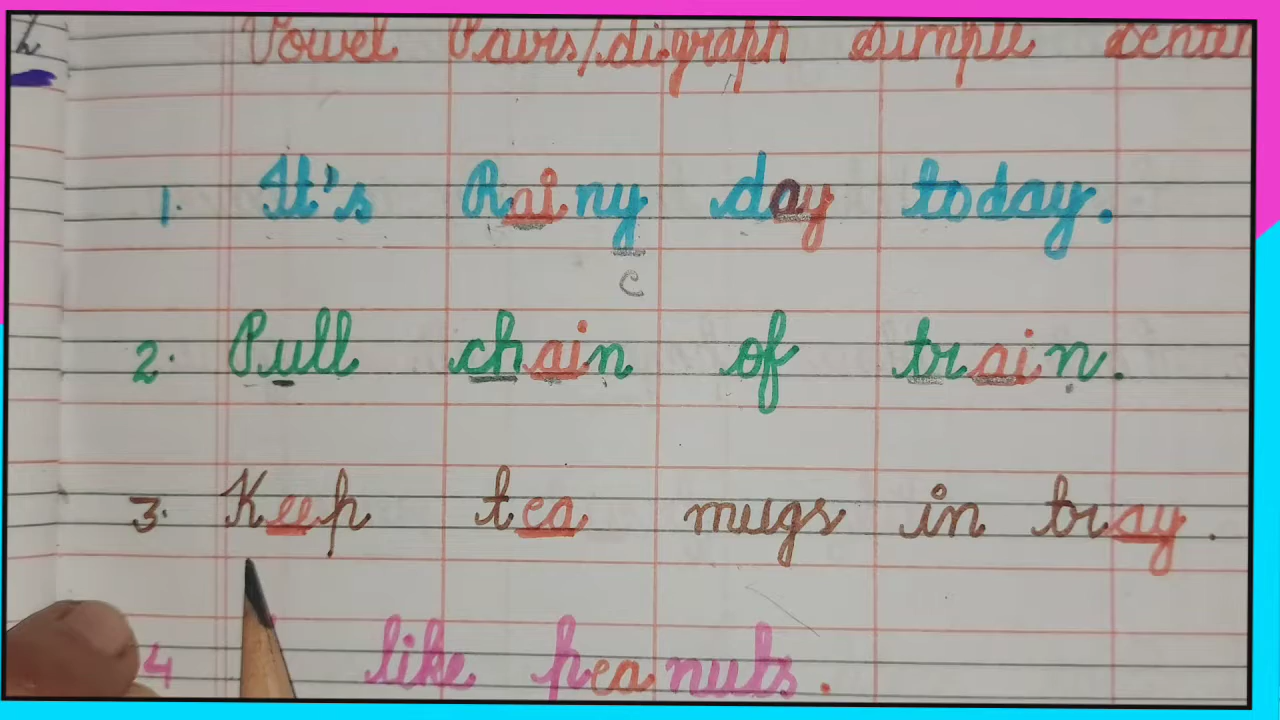 Vowel Pairs/digraph simple
1. It's Rainy day today.
c
2. Pull chain of train.
3. Keep tea mugs in tray.
4 like peanuts.